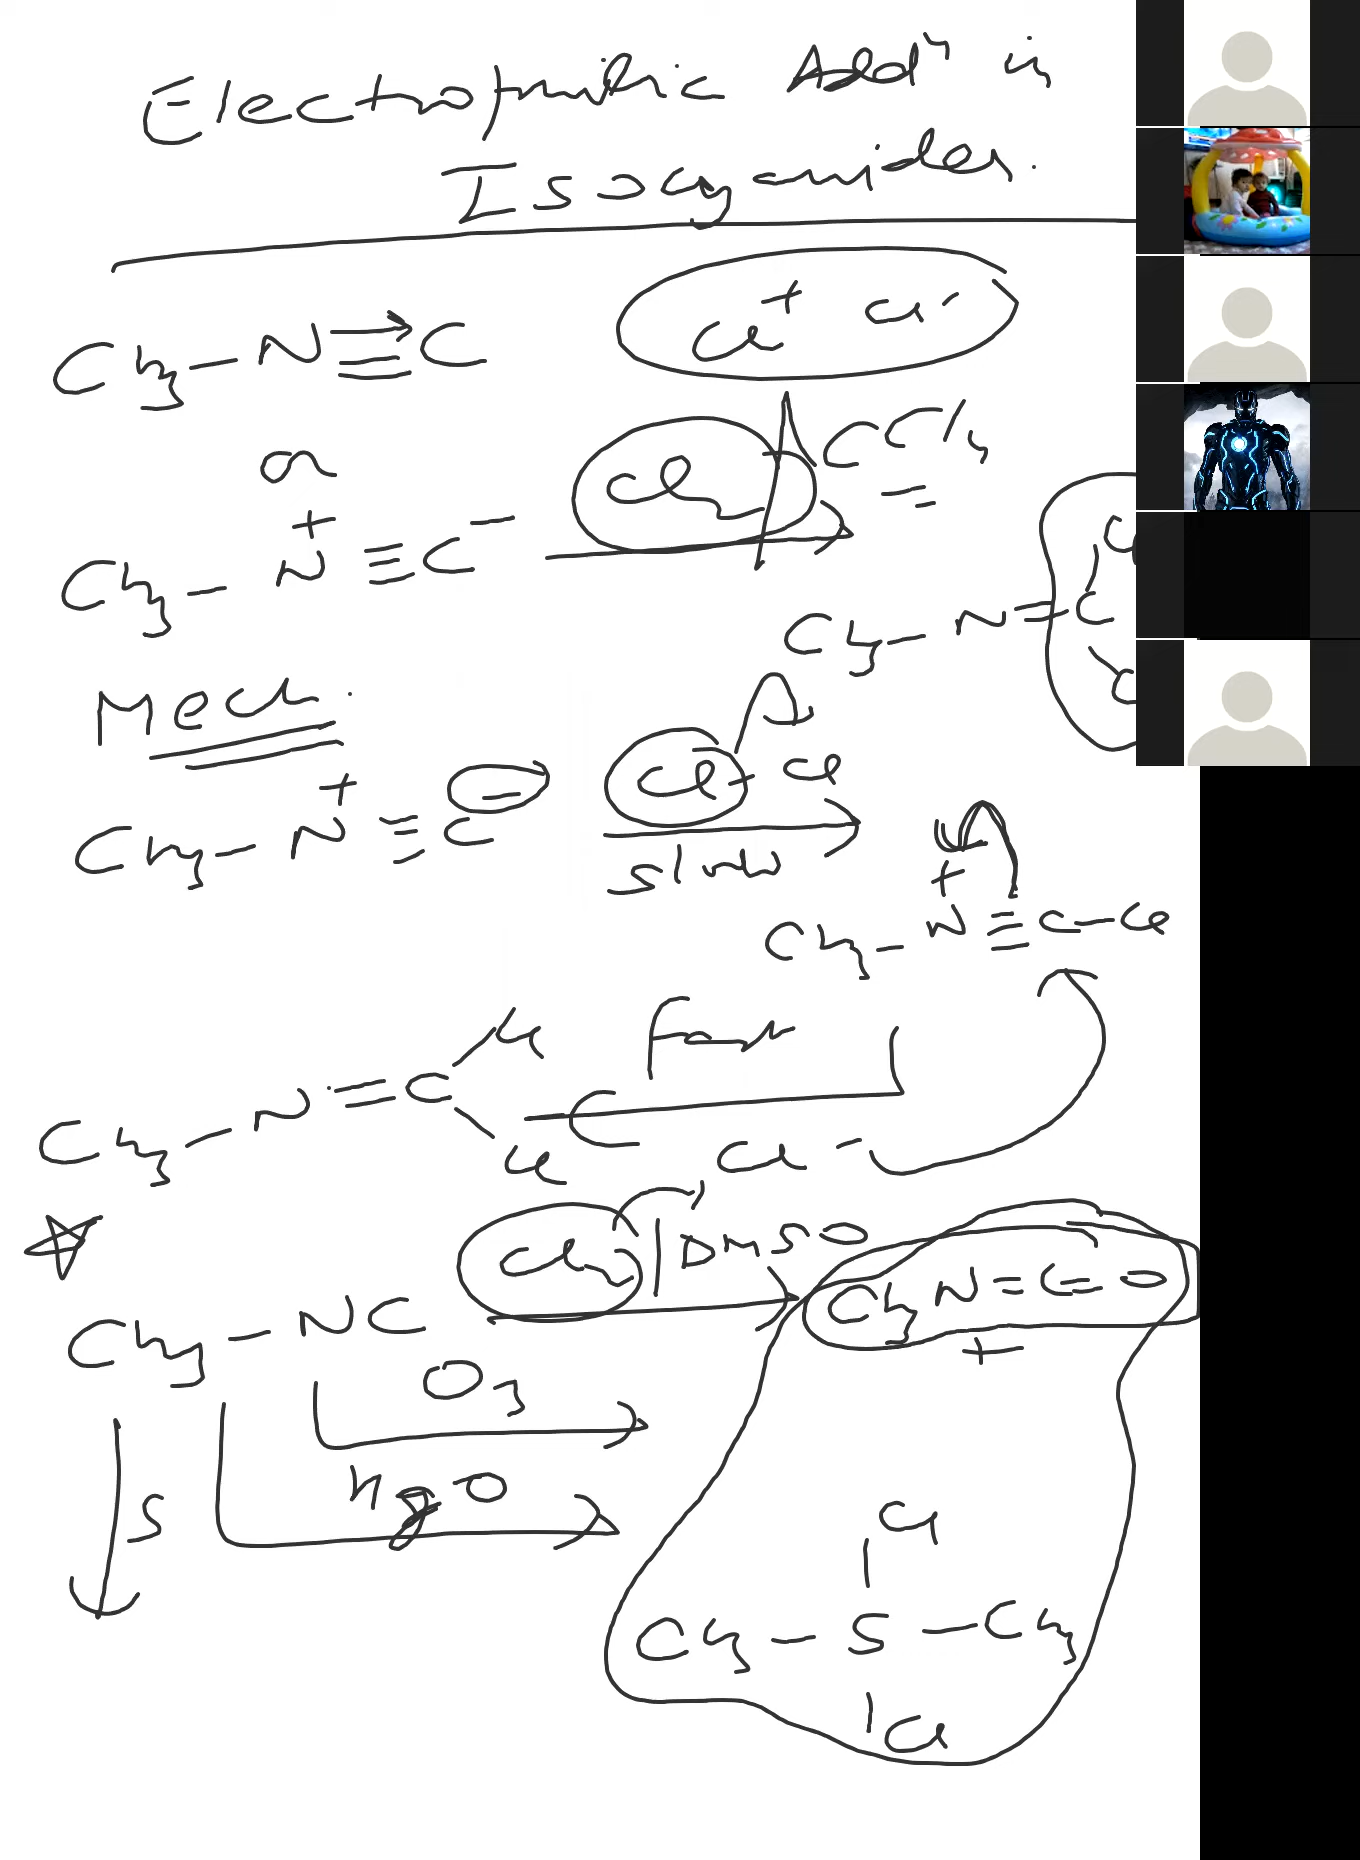 Electrophilic Addn in
Isocyanides.
CH3 - N ≡ C
Cl+ Cl-
or
CH3 - N+ ≡ C-
Cl2 / CCl4
CH3 - N = C
Mech.
CH3 - N+ ≡ C-
Cl - Cl
slow
CH3 - N+ ≡ C - Cl
CH3 - N = C
Cl
Cl
Fast
Cl-
CH3 - NC
Cl2 / DMSO
CH3 N = C = O
+
O3
HgO
S
Cl
CH3 - S - CH3
Cl